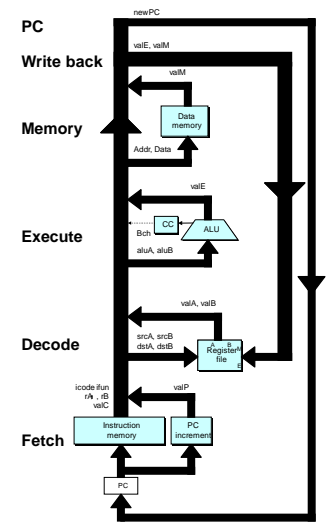 newPC
PC
valE, valM
Write back
valM
Data
memory
Memory
Addr, Data
valE
CC
ALU
Bch
Execute
aluA, aluB
valA, valB
srcA, srcB
dstA, dstB
A B
Register
file
M
E
Decode
icode ifun
rA , rB
valC
valP
Instruction
memory
PC
increment
Fetch
PC